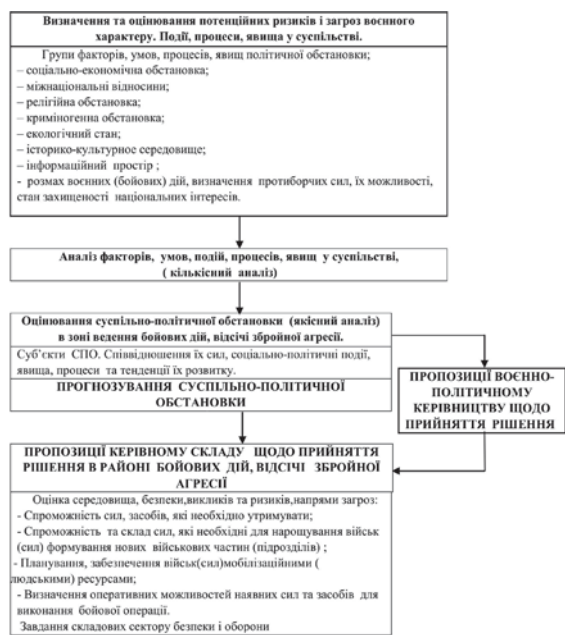 Визначення та оцінювання потенційних ризиків і загроз воєнного
характеру. Події, процеси, явища у суспільстві.
Групи факторів, умов, процесів, явищ політичної обстановки;
– соціально-економічна обстановка;
– міжнаціональні відносини;
– релігійна обстановка;
– криміногенна обстановка;
– екологічний стан;
– історико-культурное середовище;
– інформаційний простір ;
- розмах воєнних (бойових) дій, визначення протиборчих сил, їх можливості,
стан захищеності національних інтересів.
Аналіз факторів, умов, подій, процесів, явищ у суспільстві,
( кількісний аналіз)
Оцінювання суспільно-політичної обстановки (якісний аналіз)
в зоні ведення бойових дій, відсічі збройної агресії.
Суб’єкти СПО. Співвідношення їх сил, соціально-політичні події,
явища, процеси та тенденції їх розвитку.
ПРОГНОЗУВАННЯ СУСПІЛЬНО-ПОЛІТИЧНОЇ
ОБСТАНОВКИ
ПРОПОЗИЦІЇ ВОЄННО-
ПОЛІТИЧНОМУ
КЕРІВНИЦТВУ ЩОДО
ПРИЙНЯТТЯ РІШЕННЯ
ПРОПОЗИЦІЇ КЕРІВНОМУ СКЛАДУ ЩОДО ПРИЙНЯТТЯ
РІШЕННЯ В РАЙОНІ БОЙОВИХ ДІЙ, ВІДСІЧІ ЗБРОЙНОЇ
АГРЕСІЇ
Оцінка середовища, безпеки,викликів та ризиків,напрями загроз:
- Спроможність сил, засобів, які необхідно утримувати;
- Спроможність та склад сил, які необхідні для нарощування військ
(сил) формування нових військових частин (підрозділів) ;
- Планування, забезпечення військ(сил)мобілізаційними (
людськими) ресурсами;
- Визначення оперативних можливостей наявних сил та засобів для
виконання бойової операції.
Завдання складових сектору безпеки і оборони